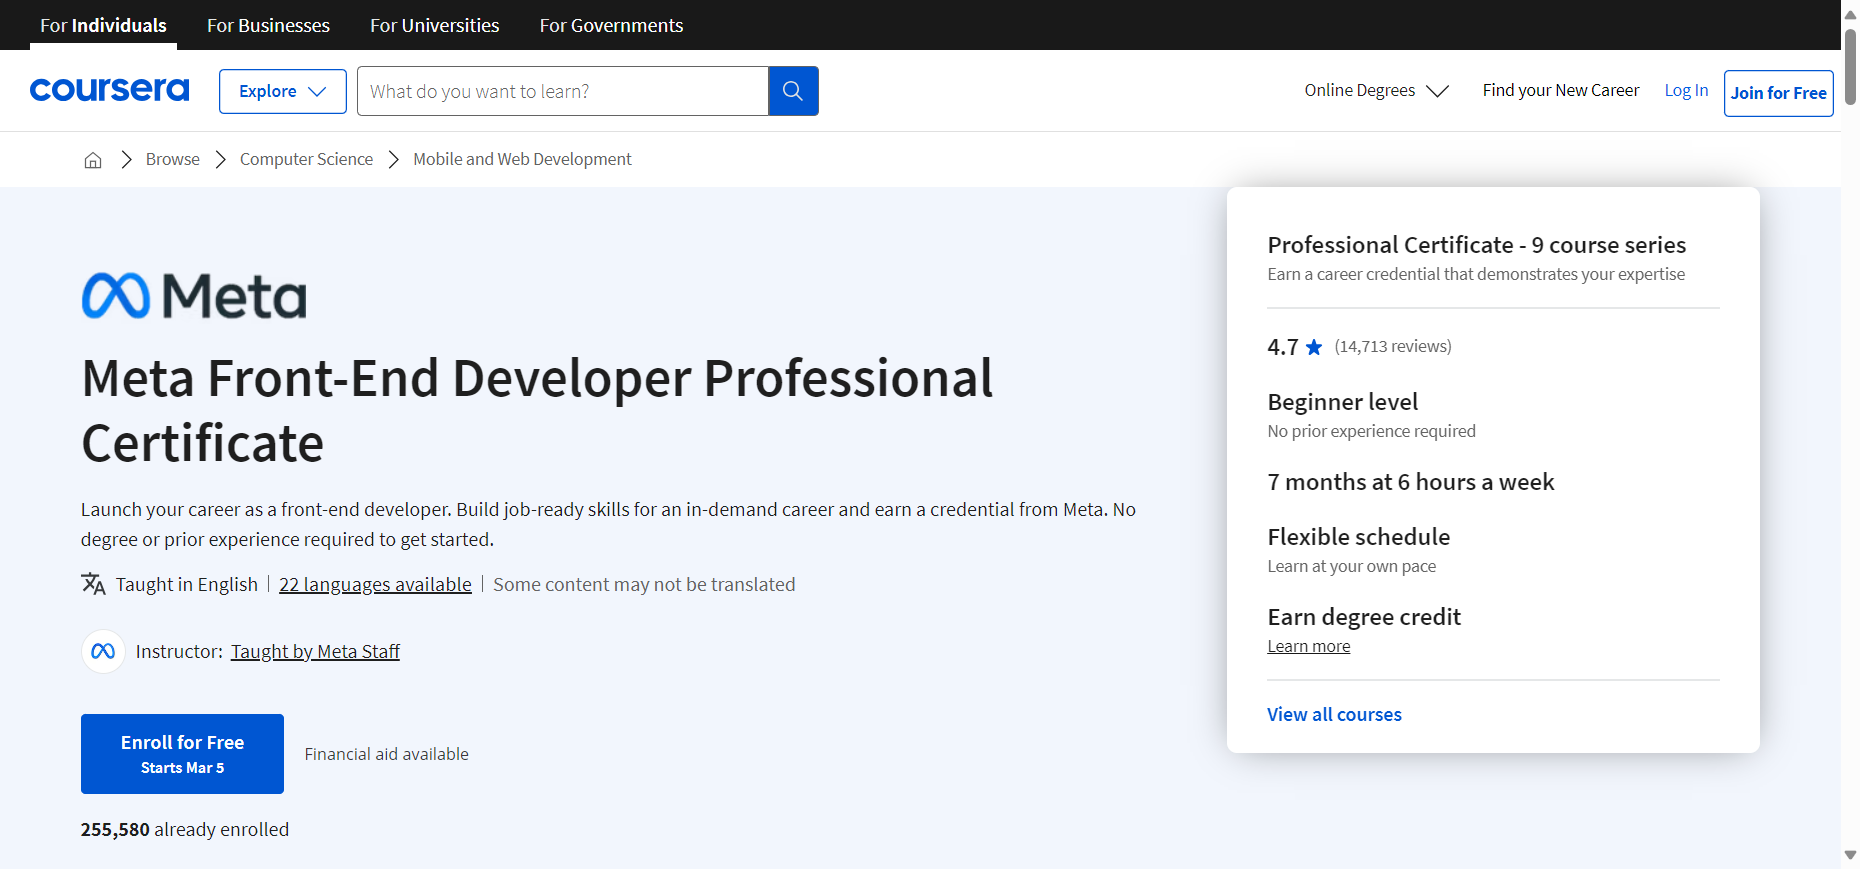 For Individuals
For Businesses
For Universities
For Governments
coursera
Explore
What do you want to learn?
Online Degrees
Find your New Career
Log In
Join for Free
Browse
Computer Science
Mobile and Web Development
Meta
Meta Front-End Developer Professional
Certificate
Launch your career as a front-end developer. Build job-ready skills for an in-demand career and earn a credential from Meta. No
degree or prior experience required to get started.
Taught in English
22 languages available
Some content may not be translated
Instructor: Taught by Meta Staff
Enroll for Free
Starts Mar 5
Financial aid available
255,580 already enrolled
Professional Certificate - 9 course series
Earn a career credential that demonstrates your expertise
4.7
(14,713 reviews)
Beginner level
No prior experience required
7 months at 6 hours a week
Flexible schedule
Learn at your own pace
Earn degree credit
Learn more
View all courses